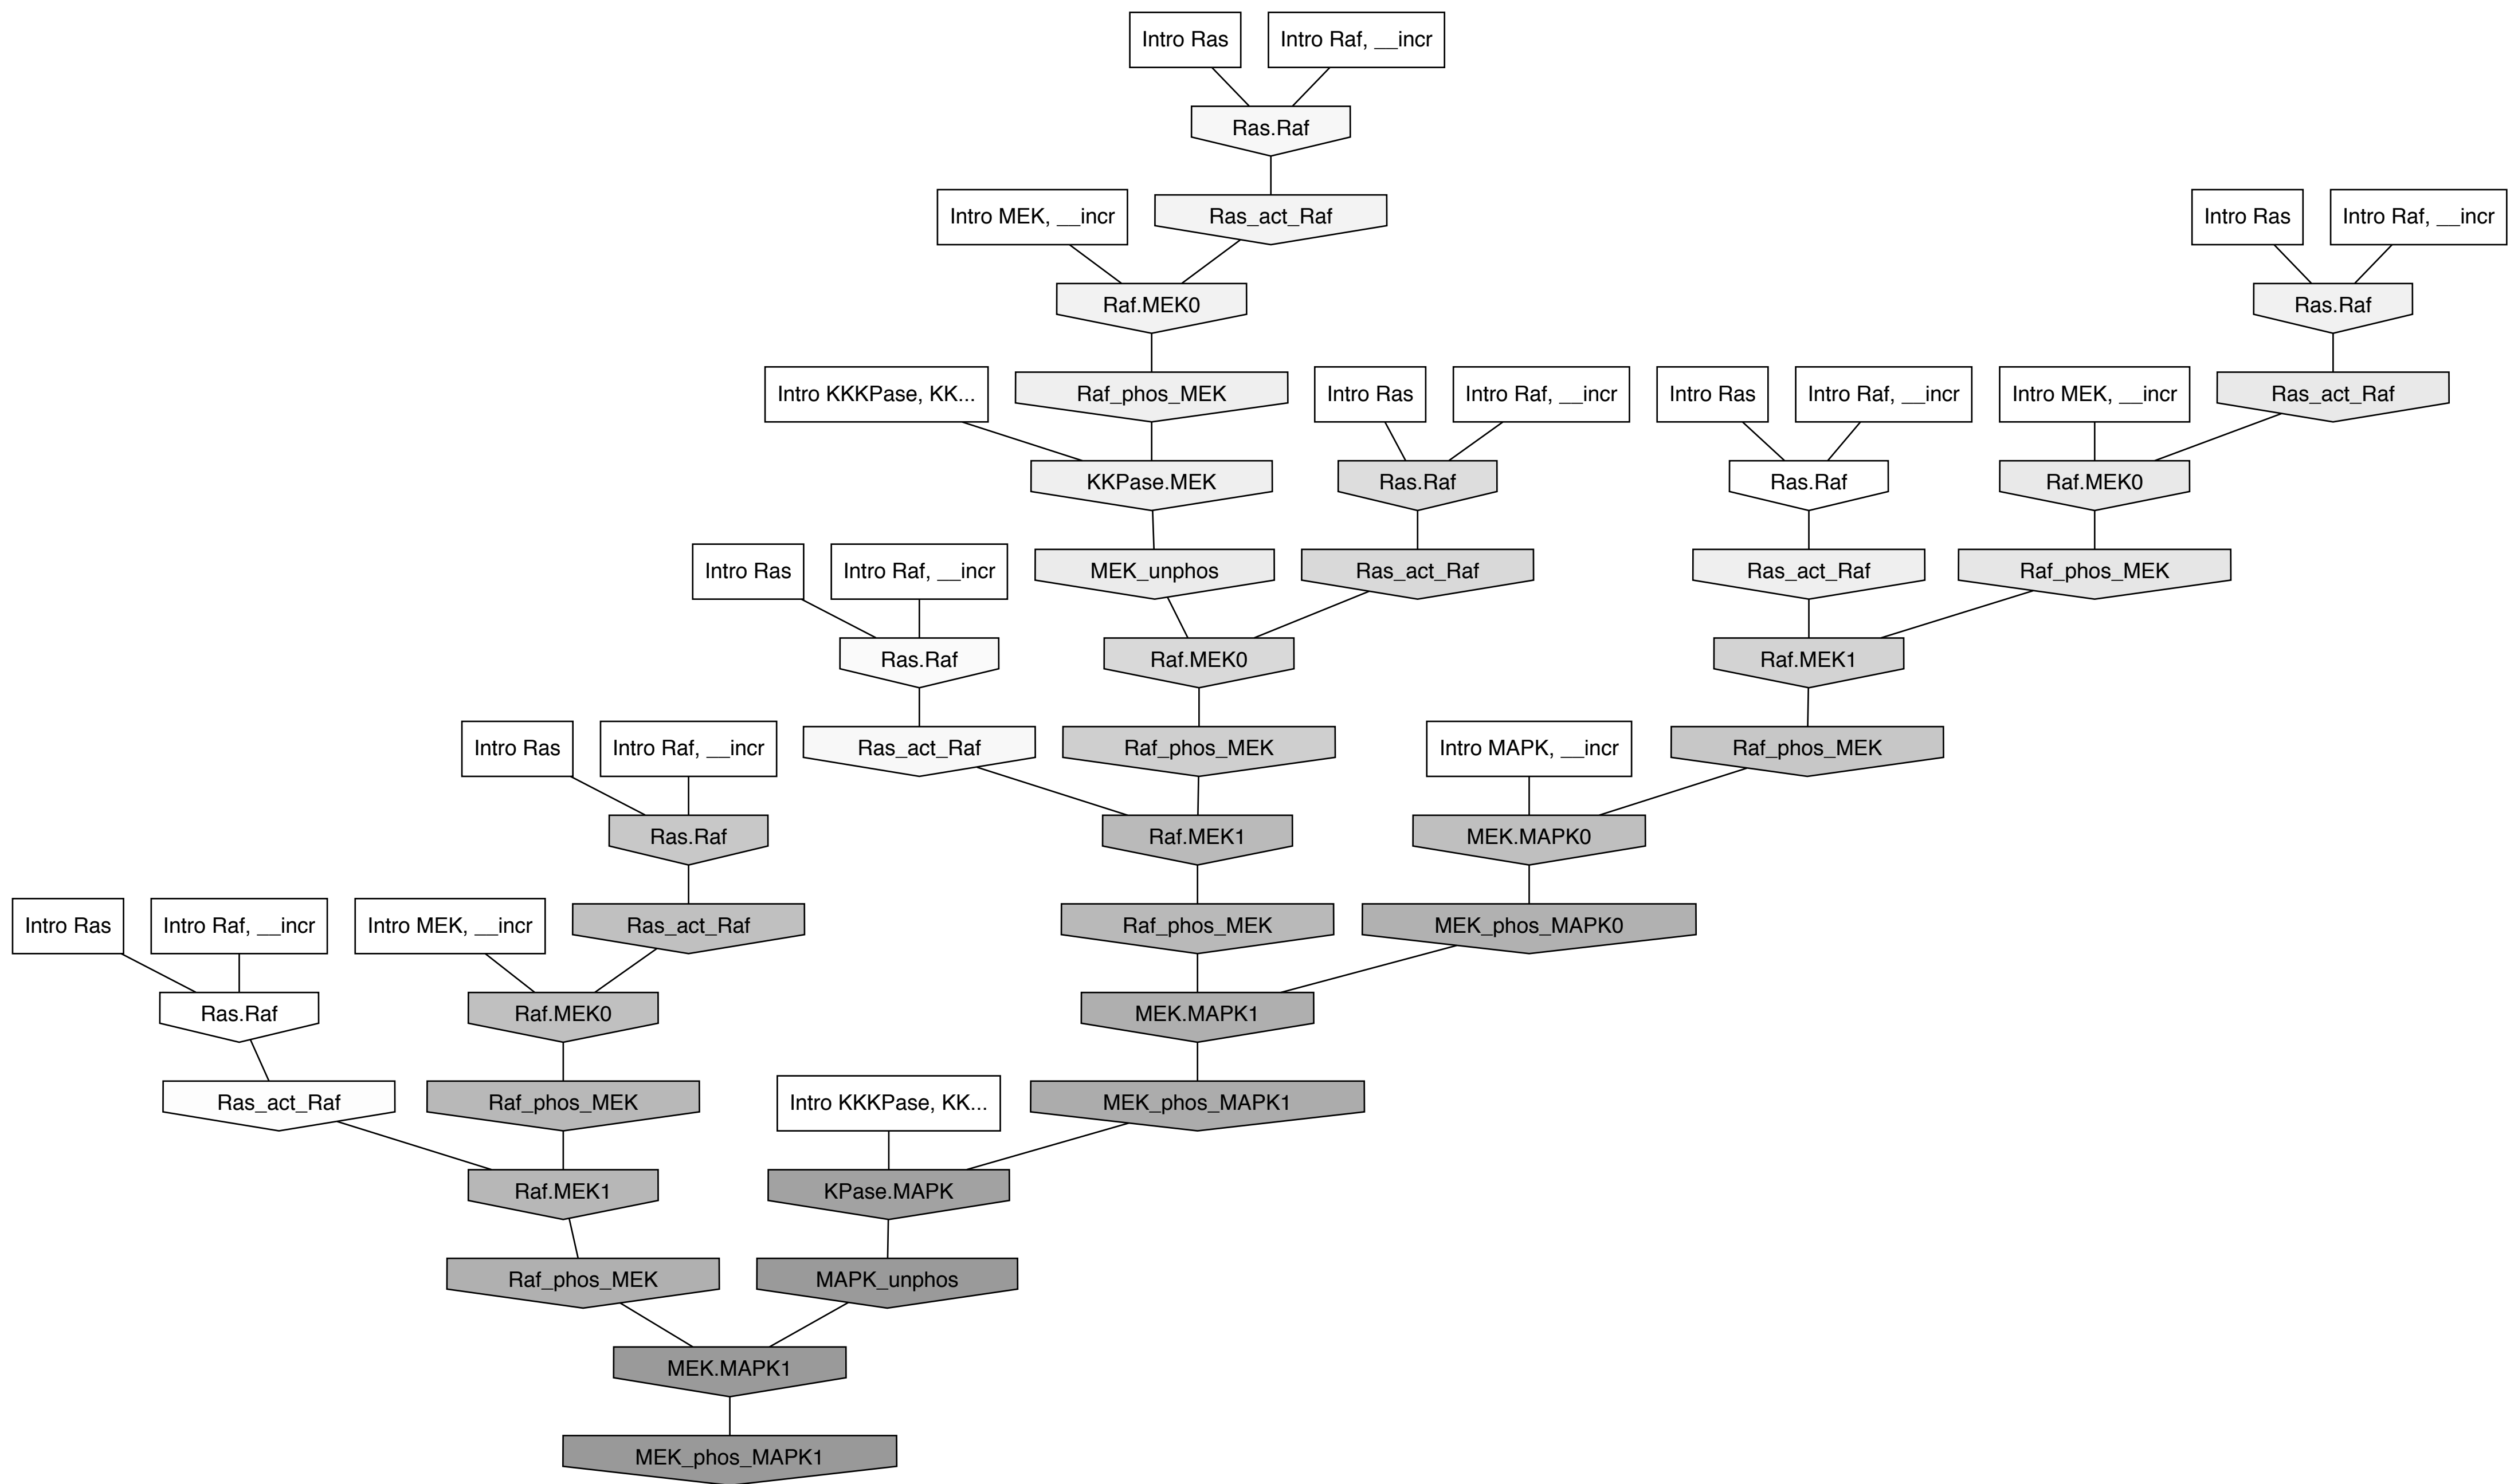 Intro Ras
Intro Raf, __incr
Ras.Raf
Intro MEK, __incr
Ras_act_Raf
Intro Ras
Intro Raf, __incr
Raf.MEK0
Ras.Raf
Intro KKKPase, KK...
Raf_phos_MEK
Intro Ras
Intro Raf, __incr
Intro Ras
Intro Raf, __incr
Intro MEK, __incr
Ras_act_Raf
KKPase.MEK
Ras.Raf
Ras.Raf
Raf.MEK0
Intro Ras
Intro Raf, __incr
MEK_unphos
Ras_act_Raf
Ras_act_Raf
Raf_phos_MEK
Ras.Raf
Raf.MEK0
Raf.MEK1
Intro Ras
Intro Raf, __incr
Ras_act_Raf
Raf_phos_MEK
Intro MAPK, __incr
Raf_phos_MEK
Ras.Raf
Raf.MEK1
MEK.MAPK0
Intro Ras
Intro Raf, __incr
Intro MEK, __incr
Ras_act_Raf
Raf_phos_MEK
MEK_phos_MAPK0
Ras.Raf
Raf.MEK0
MEK.MAPK1
Ras_act_Raf
Raf_phos_MEK
Intro KKKPase, KK...
MEK_phos_MAPK1
Raf.MEK1
KPase.MAPK
Raf_phos_MEK
MAPK_unphos
MEK.MAPK1
MEK_phos_MAPK1